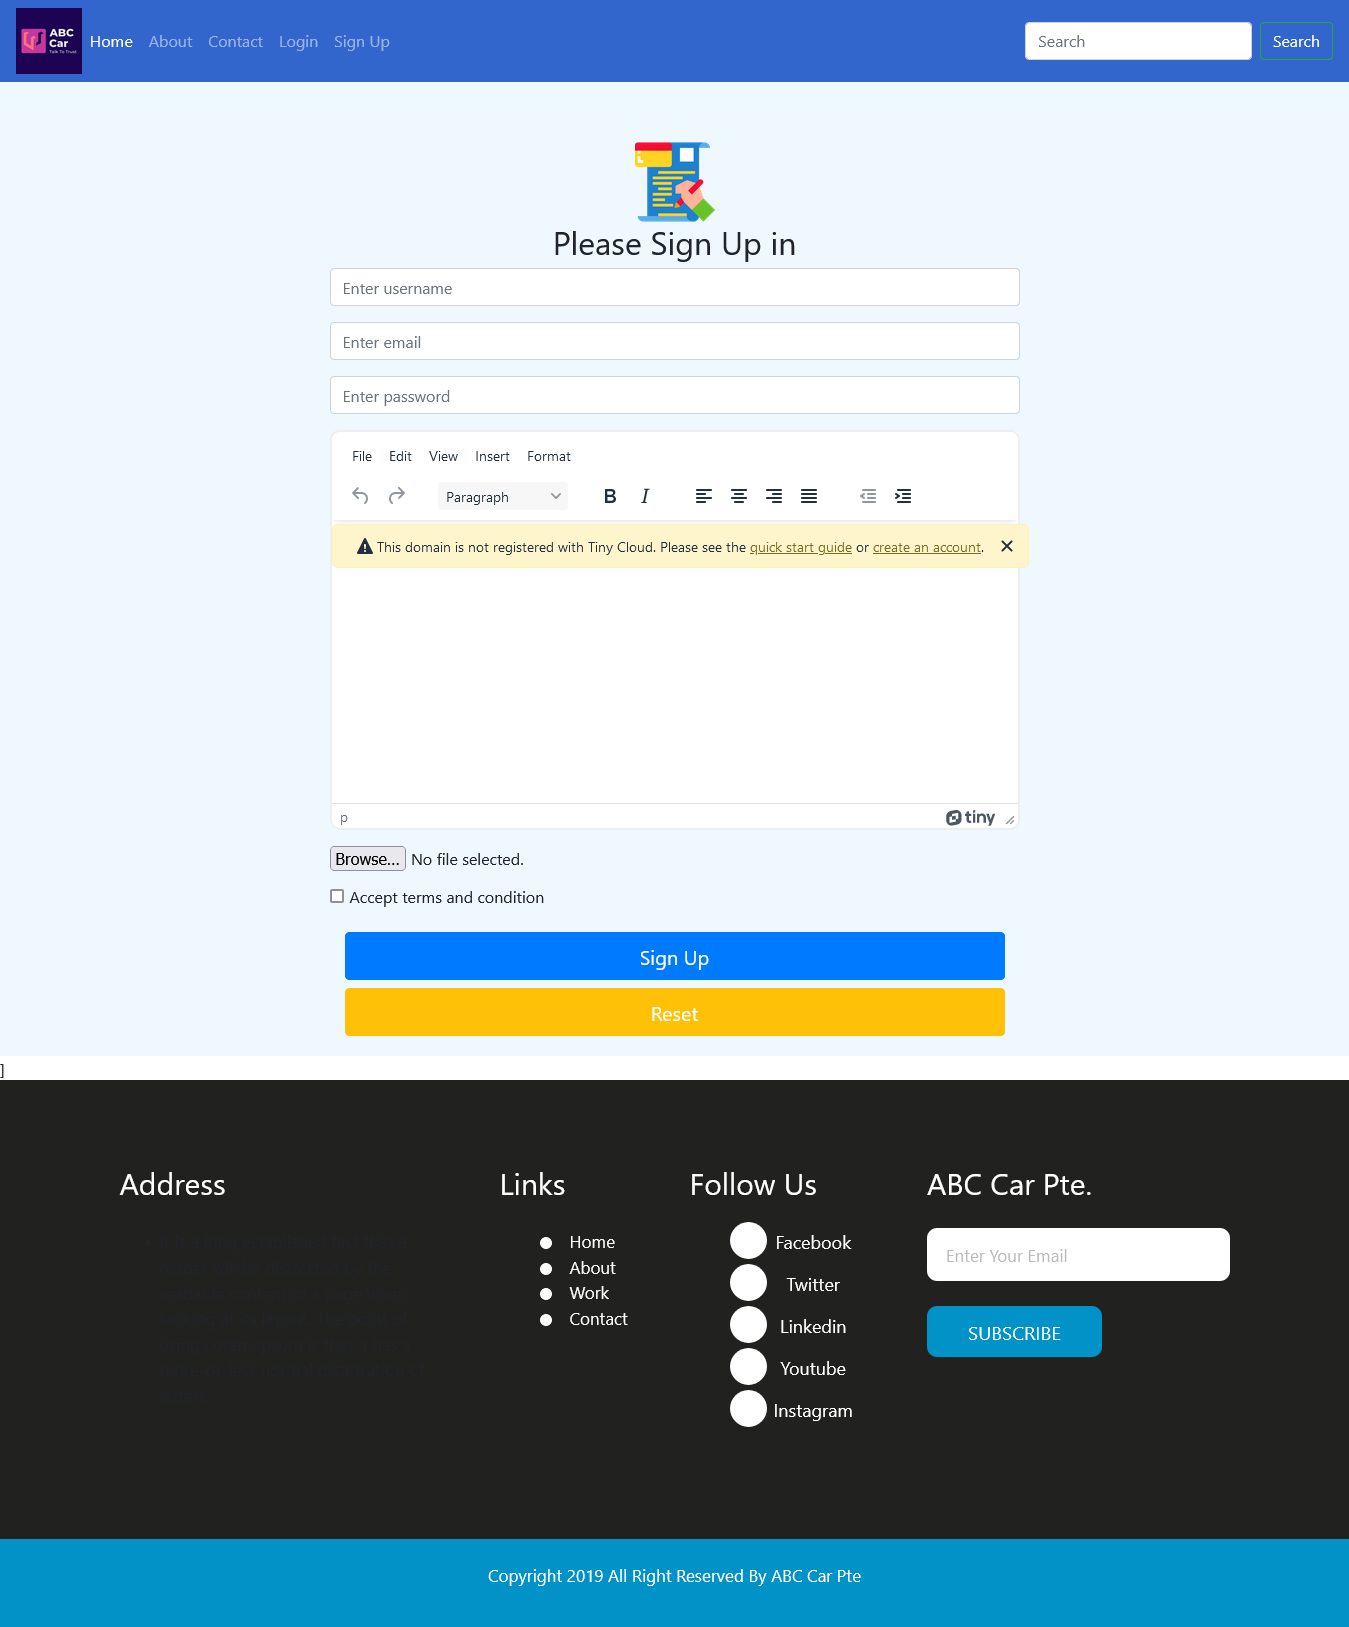 ABC
Car
Talk To Trust
Home About Contact Login Sign Up
Search Search
Please Sign Up in
Enter username
Enter email
Enter password
File Edit View Insert Format
Paragraph B I
This domain is not registered with Tiny Cloud. Please see the quick start guide or create an account.
p tiny
Browse... No file selected.
Accept terms and condition
Sign Up
Reset
]
Address
Links
Home
About
Work
Contact
Follow Us
Facebook
Twitter
Linkedin
Youtube
Instagram
ABC Car Pte.
Enter Your Email
SUBSCRIBE
Copyright 2019 All Right Reserved By ABC Car Pte